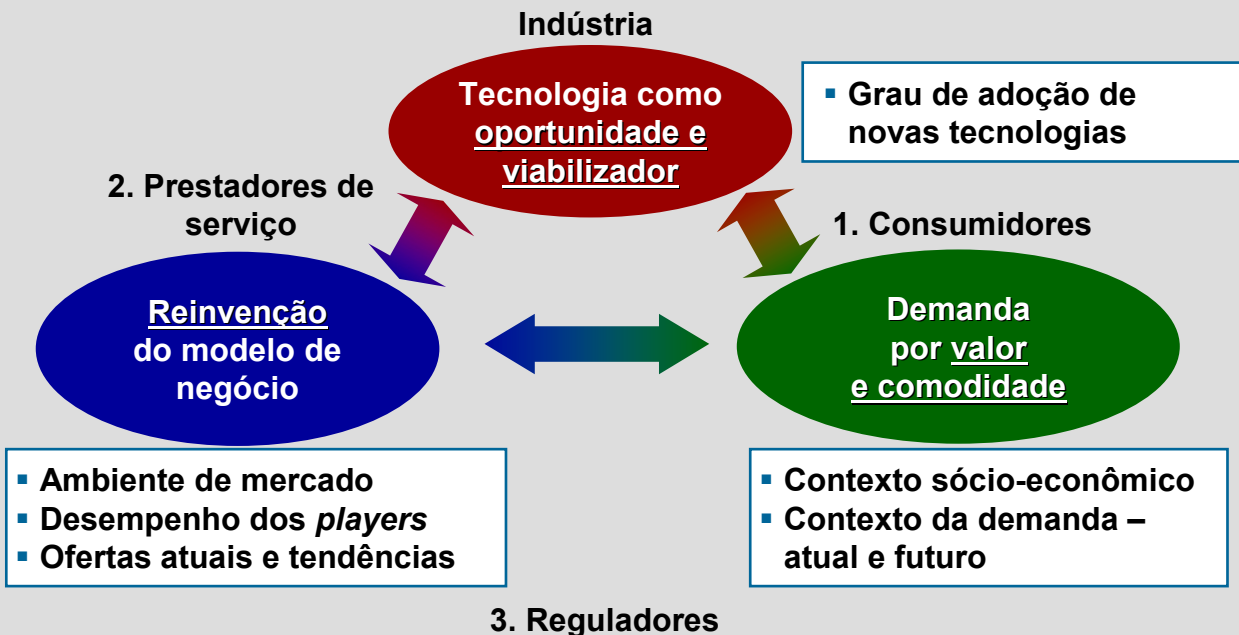 Indústria
Tecnologia como
oportunidade e
viabilizador
▪ Grau de adoção de
novas tecnologias
2. Prestadores de
serviço
1. Consumidores
Reinvenção
do modelo de
negócio
Demanda
por valor
e comodidade
▪ Ambiente de mercado
▪ Desempenho dos players
▪ Ofertas atuais e tendências
▪ Contexto sócio-econômico
▪ Contexto da demanda –
atual e futuro
3. Reguladores